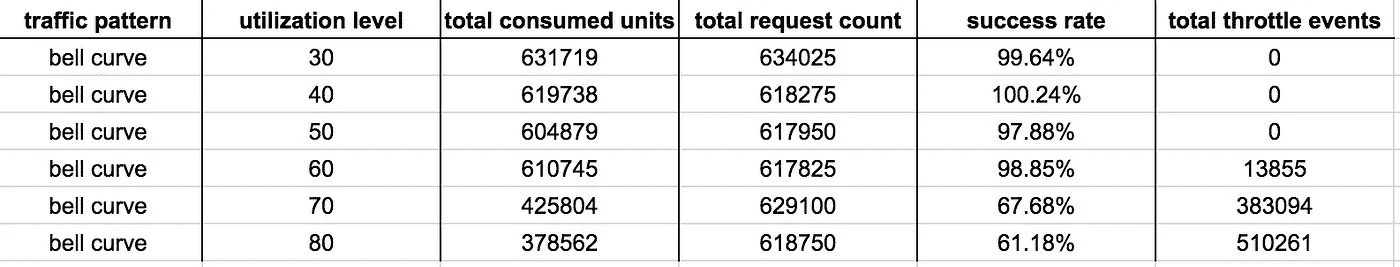 traffic pattern utilization level total consumed units total request count success rate total throttle events
bell curve 30 631719 634025 99.64% 0
bell curve 40 619738 618275 100.24% 0
bell curve 50 604879 617950 97.88% 0
bell curve 60 610745 617825 98.85% 13855
bell curve 70 425804 629100 67.68% 383094
bell curve 80 378562 618750 61.18% 510261